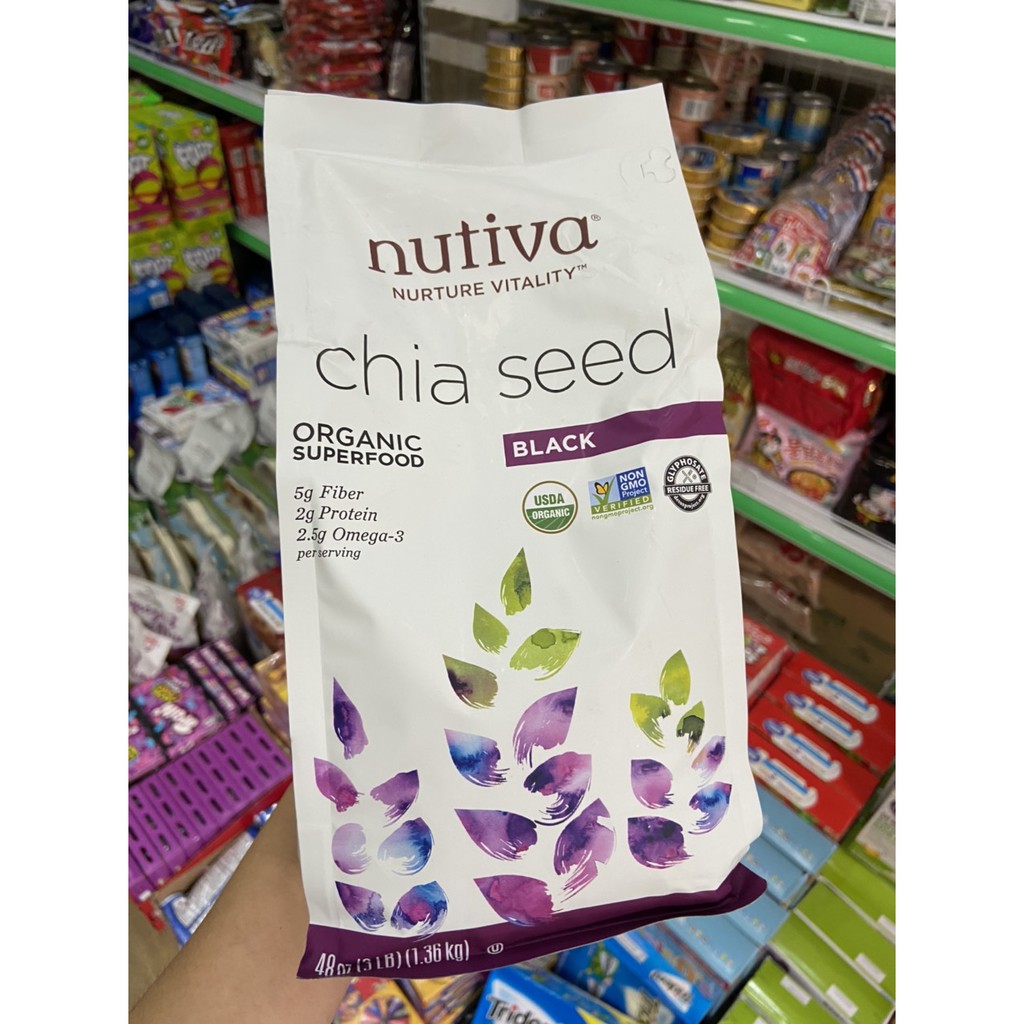 nutiva®
NURTURE VITALITY™
chia seed
ORGANIC
SUPERFOOD
BLACK
5g Fiber
2g Protein
2.5g Omega-3
per serving
USDA
ORGANIC
NON
GMO
Project
VERIFIED
nongmoproject.org
GLYPHOSATE
RESIDUE FREE
48 oz (3 LB) (1.36 kg)
U